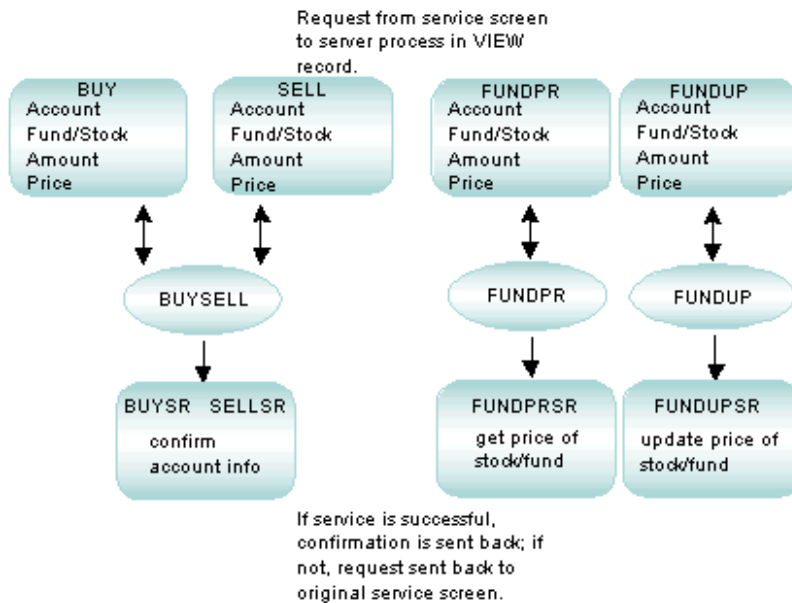 Request from service screen
to server process in VIEW
record.
BUY
Account
Fund/Stock
Amount
Price
SELL
Account
Fund/Stock
Amount
Price
FUNDPR
Account
Fund/Stock
Amount
Price
FUNDUP
Account
Fund/Stock
Amount
Price
BUYSELL
FUNDPR
FUNDUP
BUYSR SELLSR
confirm
account info
FUNDPRSR
get price of
stock/fund
FUNDUPSR
update price of
stock/fund
If service is successful,
confirmation is sent back; if
not, request sent back to
original service screen.